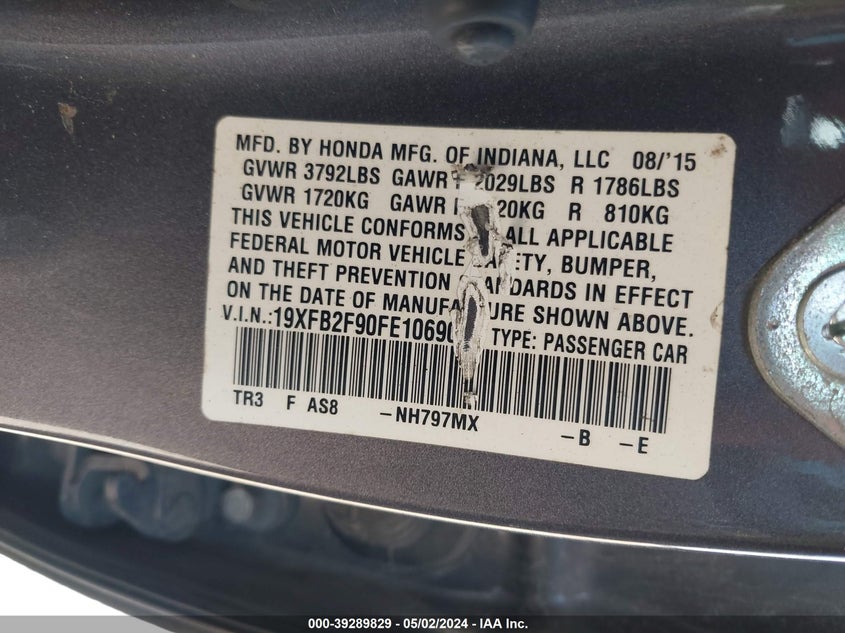 MFD. BY HONDA MFG. OF INDIANA, LLC 08/'15
GVWR 3792LBS GAWR 2029LBS R 1786LBS
GVWR 1720KG GAWR R 810KG
THIS VEHICLE CONFORMS ALL APPLICABLE
FEDERAL MOTOR VEHICLE BUMPER,
AND THEFT PREVENTION IN EFFECT
ON THE DATE OF SHOWN ABOVE.
V.I.N.: TYPE: PASSENGER CAR
TR3 F AS8 -NH797MX -B -E
000-39289829 - 05/02/2024 - IAA Inc.